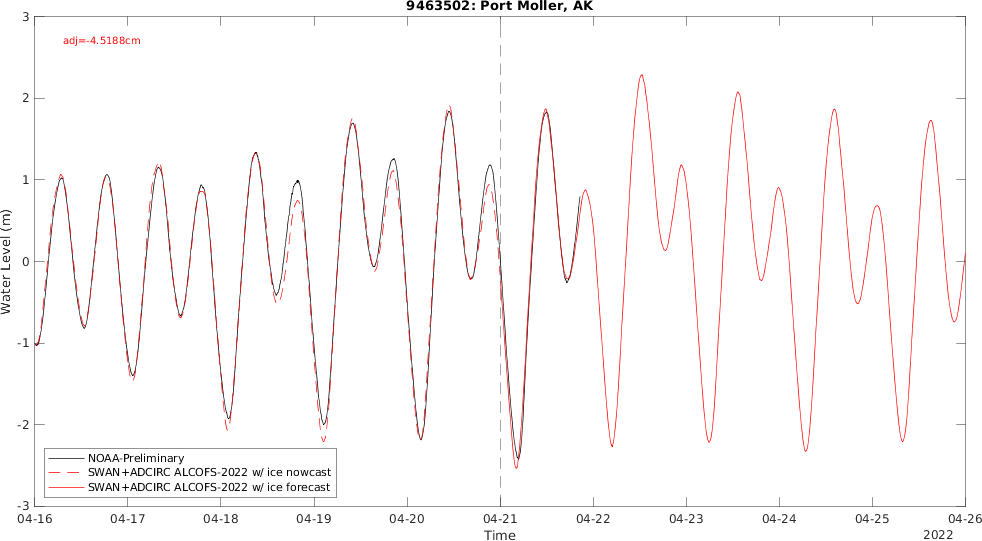 9463502: Port Moller, AK
adj=-4.5188cm
Water Level (m)
3
2
1
0
-1
-2
-3
NOAA-Preliminary
SWAN+ADCIRC ALCOFS-2022 w/ ice nowcast
SWAN+ADCIRC ALCOFS-2022 w/ ice forecast
04-16 04-17 04-18 04-19 04-20 04-21 04-22 04-23 04-24 04-25 04-26
Time
2022